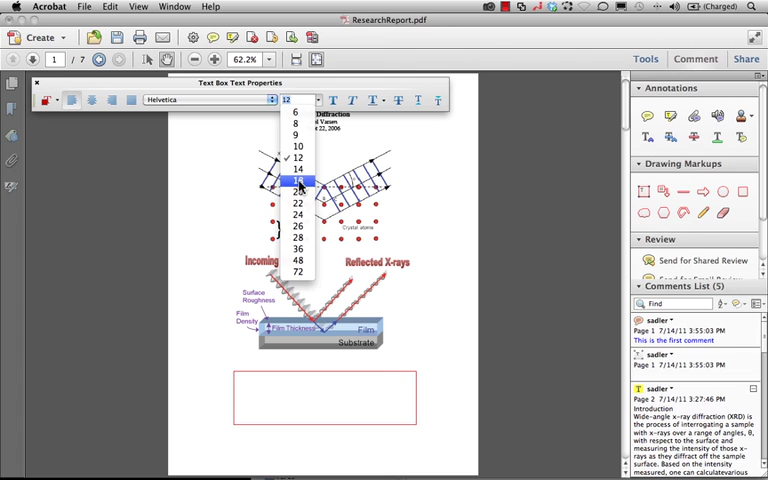 Acrobat File Edit View Window Help (Charged)
ResearchReport.pdf
Create
1 / 7 62.2%
Tools Comment Share
Text Box Text Properties
Helvetica 12
6
8
9
10
12
14
18
20
22
24
26
28
36
48
72
Diffraction
Vansen
22, 2006
Crystal atoms
Incoming
Reflected X-rays
Surface
Roughness
Film
Density
Film Thickness
Film
Substrate
Annotations
Drawing Markups
Review
Send for Shared Review
Comments List (5)
Find
sadler
Page 1 7/14/11 3:55:03 PM
This is the first comment
sadler
Page 1 7/14/11 3:55:03 PM
sadler
Page 2 7/14/11 3:27:46 PM
Introduction
Wide-angle x-ray diffraction (XRD) is
the process of interrogating a sample
with x-rays over a range of angles, θ,
with respect to the surface and
measuring the intensity of those x-
rays as they diffract off the sample
surface. Based on the intensity
measured, one can calculatevarious